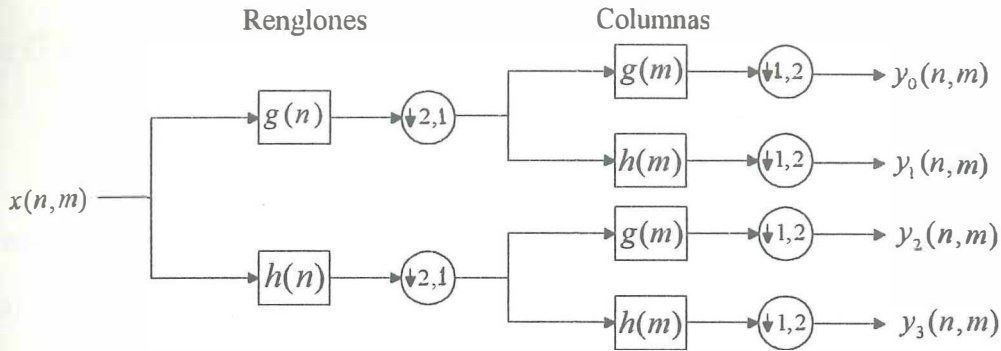 Renglones Columnas
g(m) ↓1,2 y₀(n,m)
g(n) ↓2,1
h(m) ↓1,2 y₁(n,m)
x(n,m)
g(m) ↓1,2 y₂(n,m)
h(n) ↓2,1
h(m) ↓1,2 y₃(n,m)